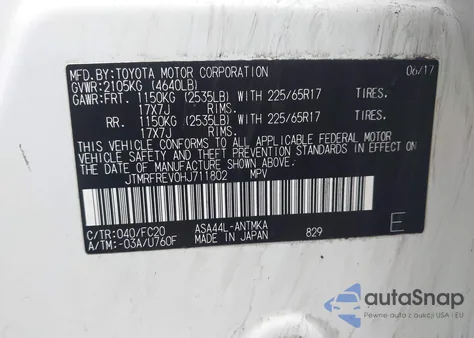 MFD.BY:TOYOTA MOTOR CORPORATION 06/17
GVWR:2105KG (4640LB)
GAWR:FRT. 1150KG (2535LB) WITH 225/65R17 TIRES.
17X7J RIMS.
RR. 1150KG (2535LB) WITH 225/65R17 TIRES.
17X7J RIMS.
THIS VEHICLE CONFORMS TO ALL APPLICABLE FEDERAL MOTOR
VEHICLE SAFETY AND THEFT PREVENTION STANDARDS IN
EFFECT ON THE DATE OF MANUFACTURE SHOWN ABOVE.
JTMRFREV0HJ711802 MPV
C/TR:040/FC20 ASA44L-ANTMKA
A/TM:-03A/U760F MADE IN JAPAN 829 E
autoSnap
Pewne auto z aukcji USA i EU